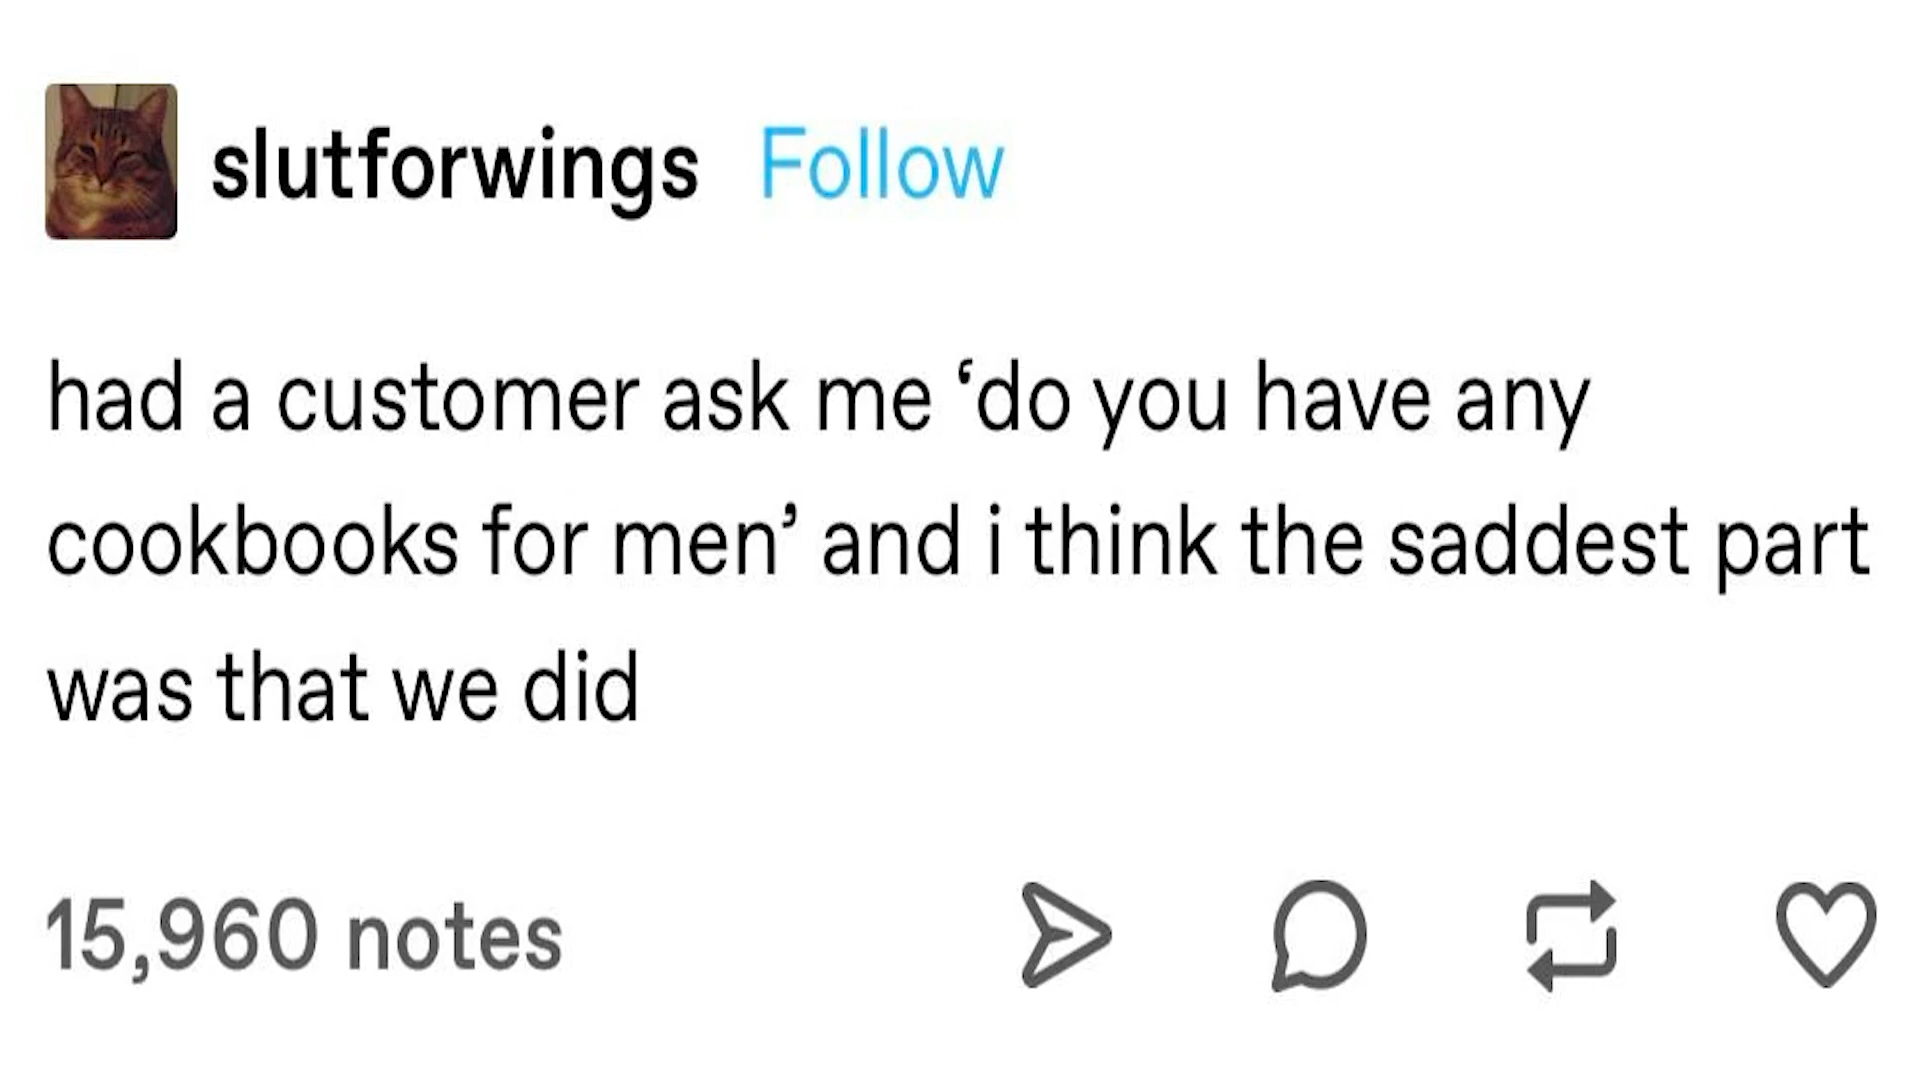 slutforwings Follow
had a customer ask me ‘do you have any
cookbooks for men’ and i think the saddest part
was that we did
15,960 notes